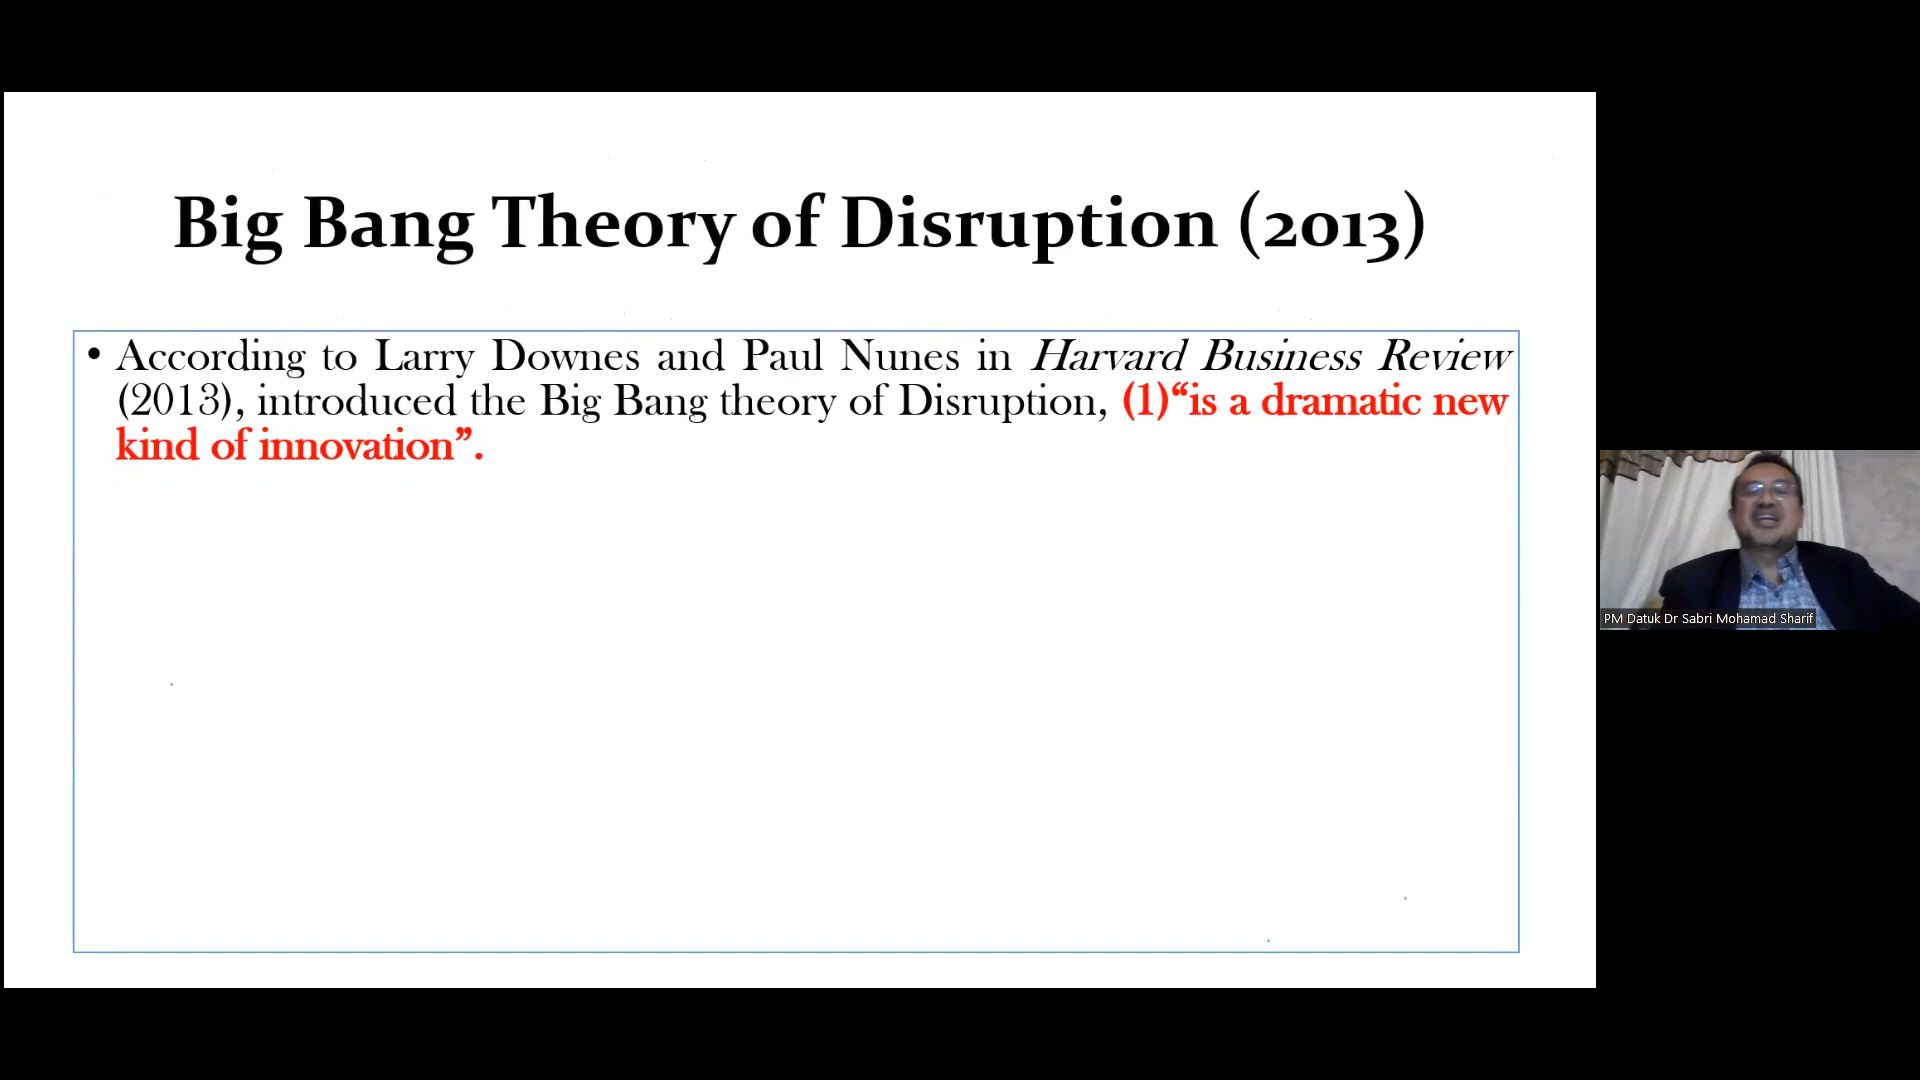 Big Bang Theory of Disruption (2013)
• According to Larry Downes and Paul Nunes in Harvard Business Review
(2013), introduced the Big Bang theory of Disruption, (1)“is a dramatic new
kind of innovation”.
PM Datuk Dr Sabri Mohamad Sharif